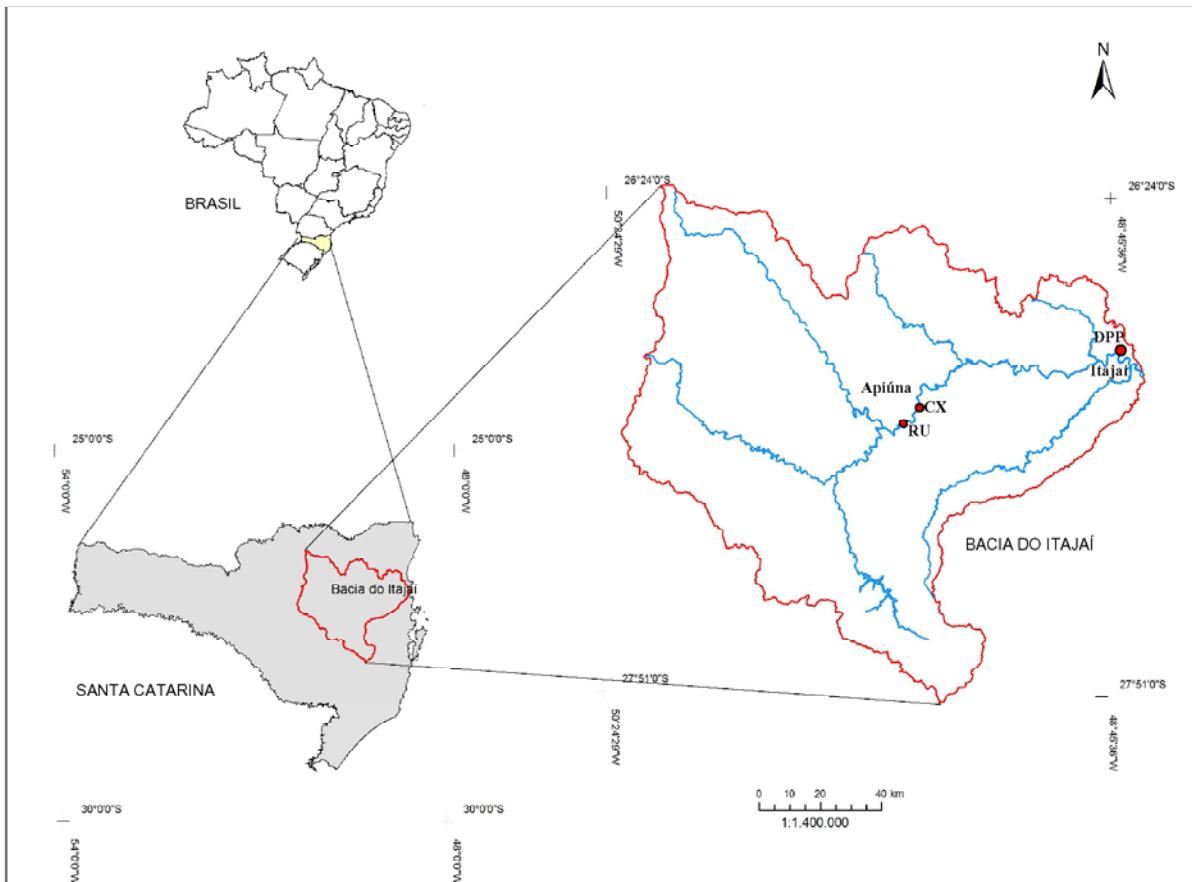 N
BRASIL
26°24'0"S
26°24'0"S
50°24'29"W
48°45'36"W
DPP
Itajaí
Apiúna
CX
RU
25°0'0"S
25°0'0"S
54°0'0"W
48°0'0"W
BACIA DO ITAJAÍ
Bacia do Itajaí
SANTA CATARINA
27°51'0"S
27°51'0"S
50°24'29"W
48°45'36"W
0 10 20 40 km
1:1.400.000
30°0'0"S
30°0'0"S
54°0'0"W
48°0'0"W